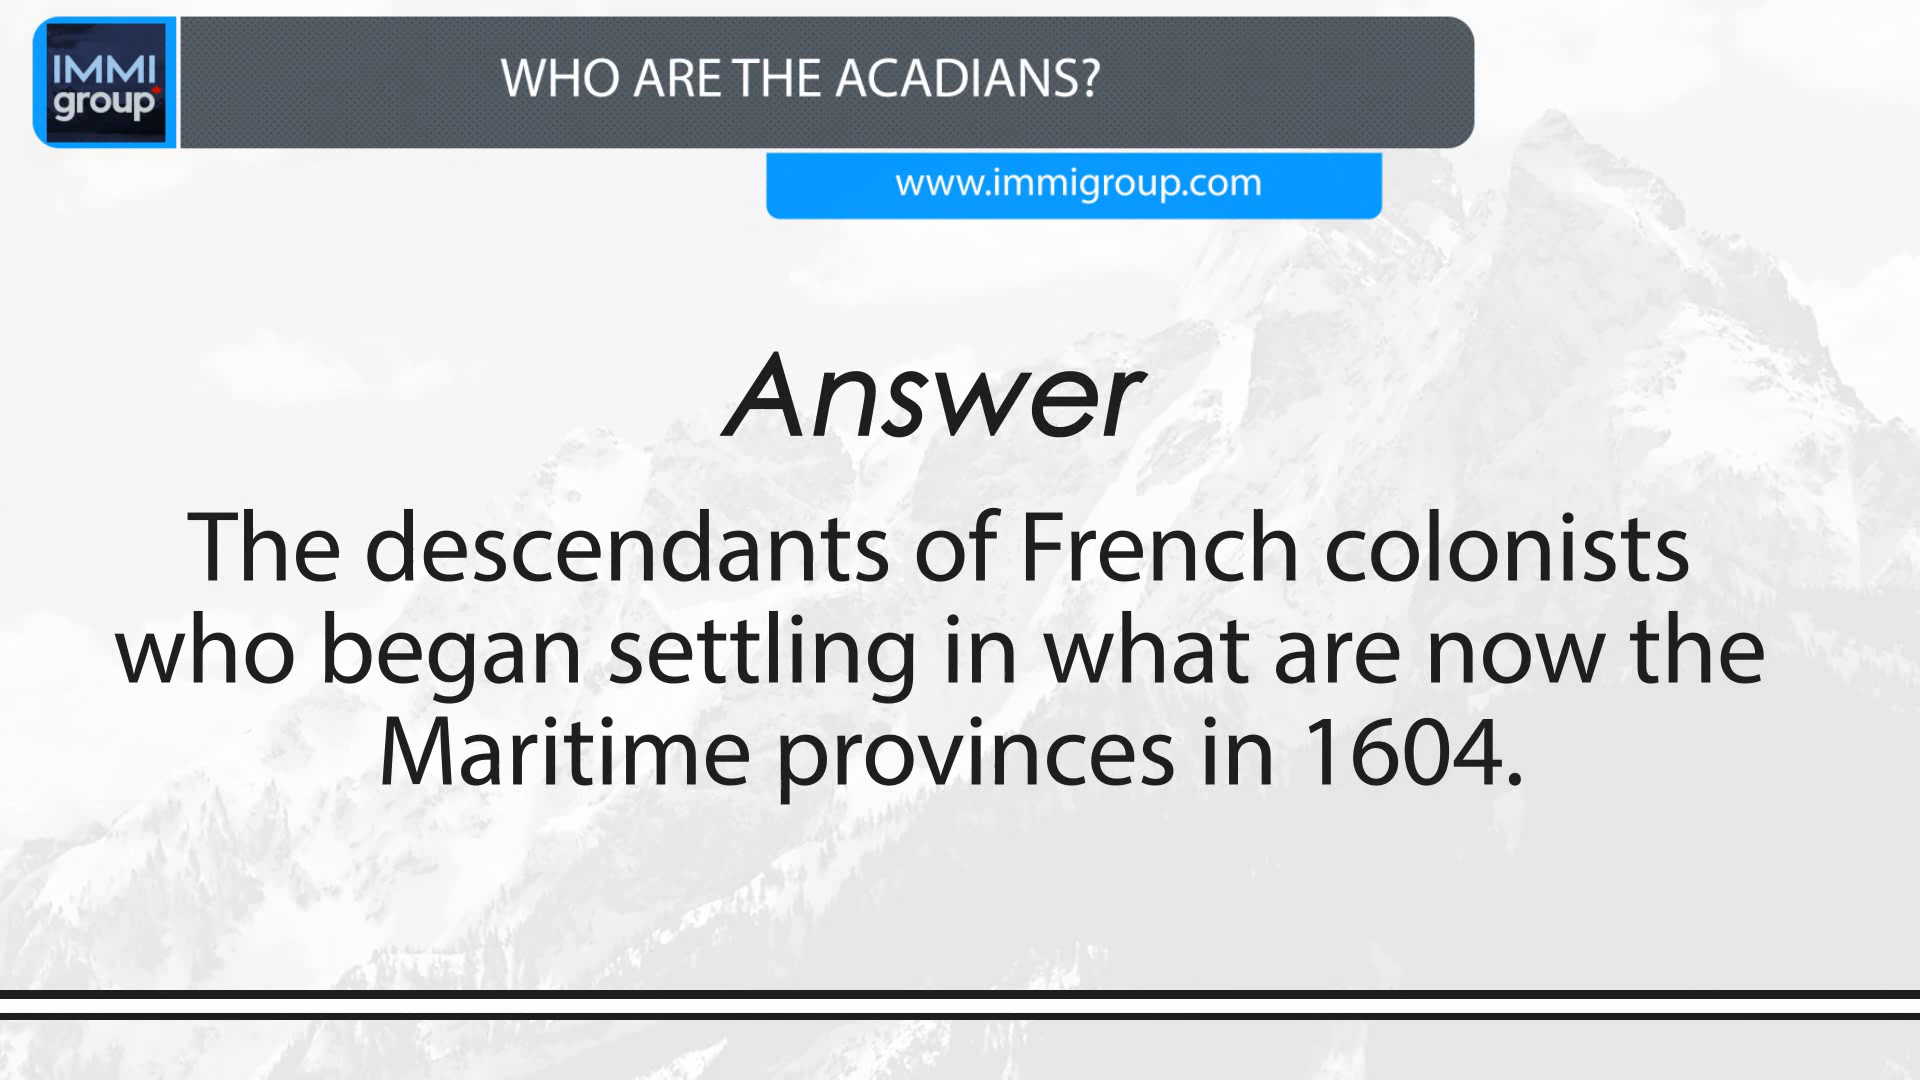 IMMI
group
WHO ARE THE ACADIANS?
www.immigroup.com
Answer
The descendants of French colonists
who began settling in what are now the
Maritime provinces in 1604.